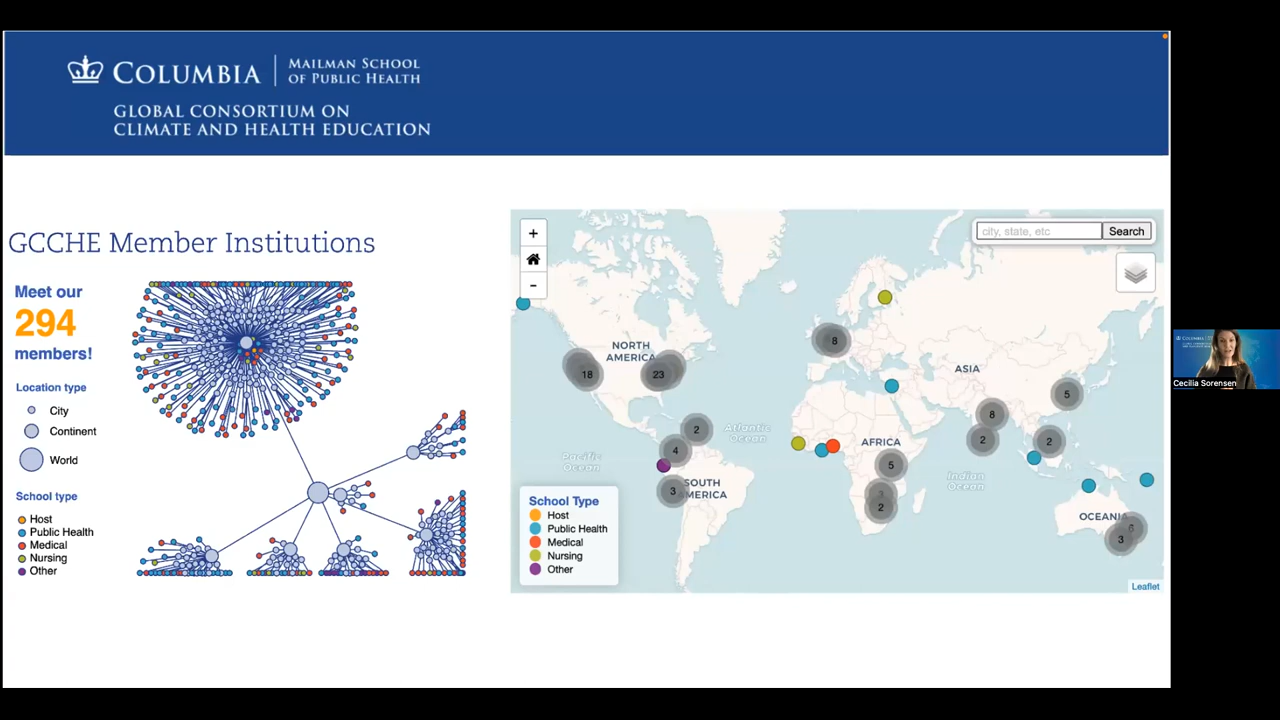 COLUMBIA
MAILMAN SCHOOL
OF PUBLIC HEALTH
GLOBAL CONSORTIUM ON
CLIMATE AND HEALTH EDUCATION
GCCHE Member Institutions
Meet our
294
members!
Location type
City
Continent
World
School type
Host
Public Health
Medical
Nursing
Other
+
-
city, state, etc
Search
NORTH
AMERICA
ASIA
Atlantic
Ocean
AFRICA
Pacific
Ocean
SOUTH
AMERICA
Indian
Ocean
OCEANIA
18
23
8
5
8
2
2
2
4
5
3
2
3
School Type
Host
Public Health
Medical
Nursing
Other
Leaflet
Cecilia Sorensen